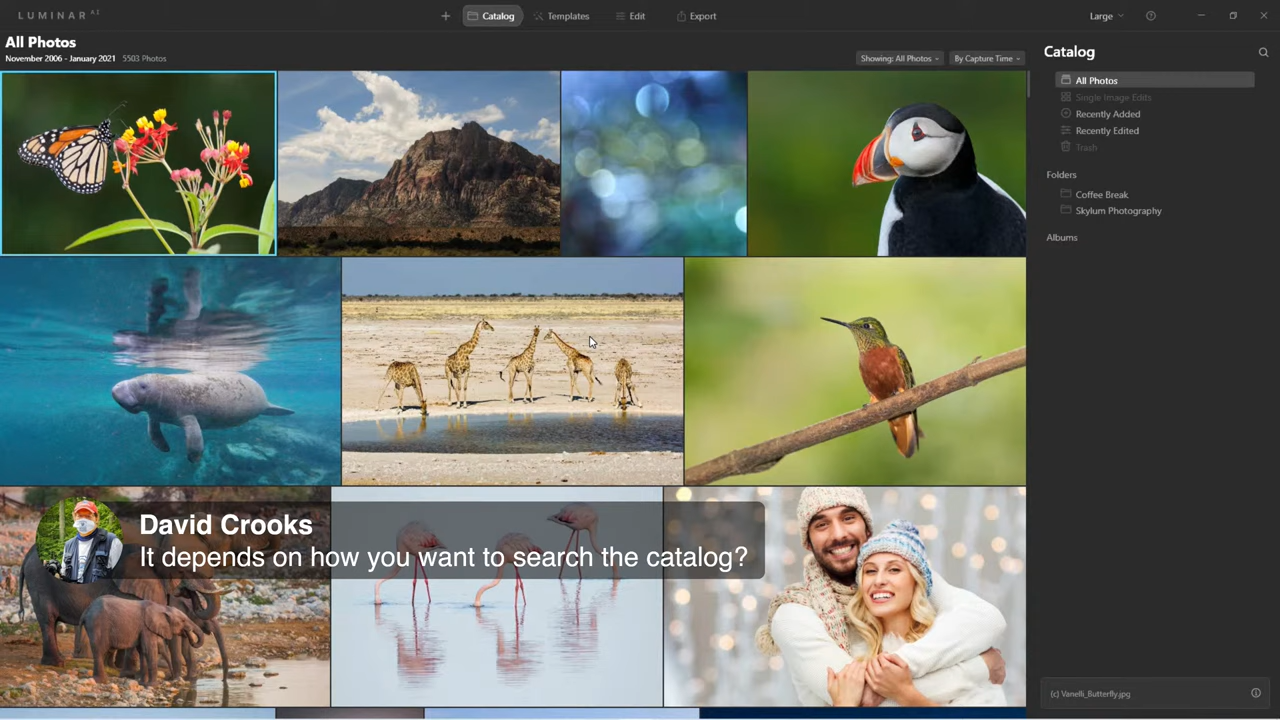 LUMINAR AI
Catalog
Templates
Edit
Export
Large
All Photos
November 2006 - January 2021 5503 Photos
Showing: All Photos
By Capture Time
Catalog
All Photos
Single Image Edits
Recently Added
Recently Edited
Trash
Folders
Coffee Break
Skylum Photography
Albums
David Crooks
It depends on how you want to search the catalog?
(c) Vanelli_Butterfly.jpg